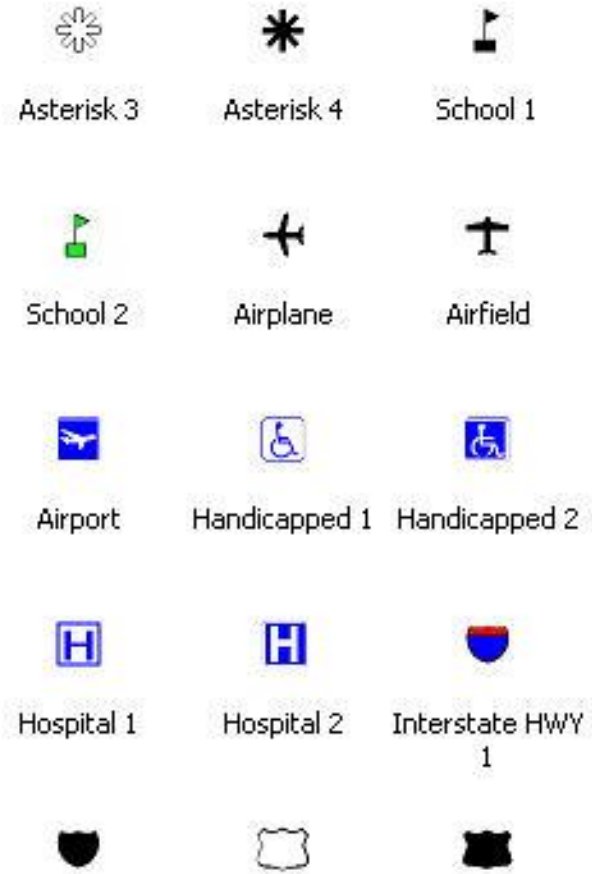 Asterisk 3 Asterisk 4 School 1
School 2 Airplane Airfield
Airport Handicapped 1 Handicapped 2
H H
Hospital 1 Hospital 2 Interstate HWY
1